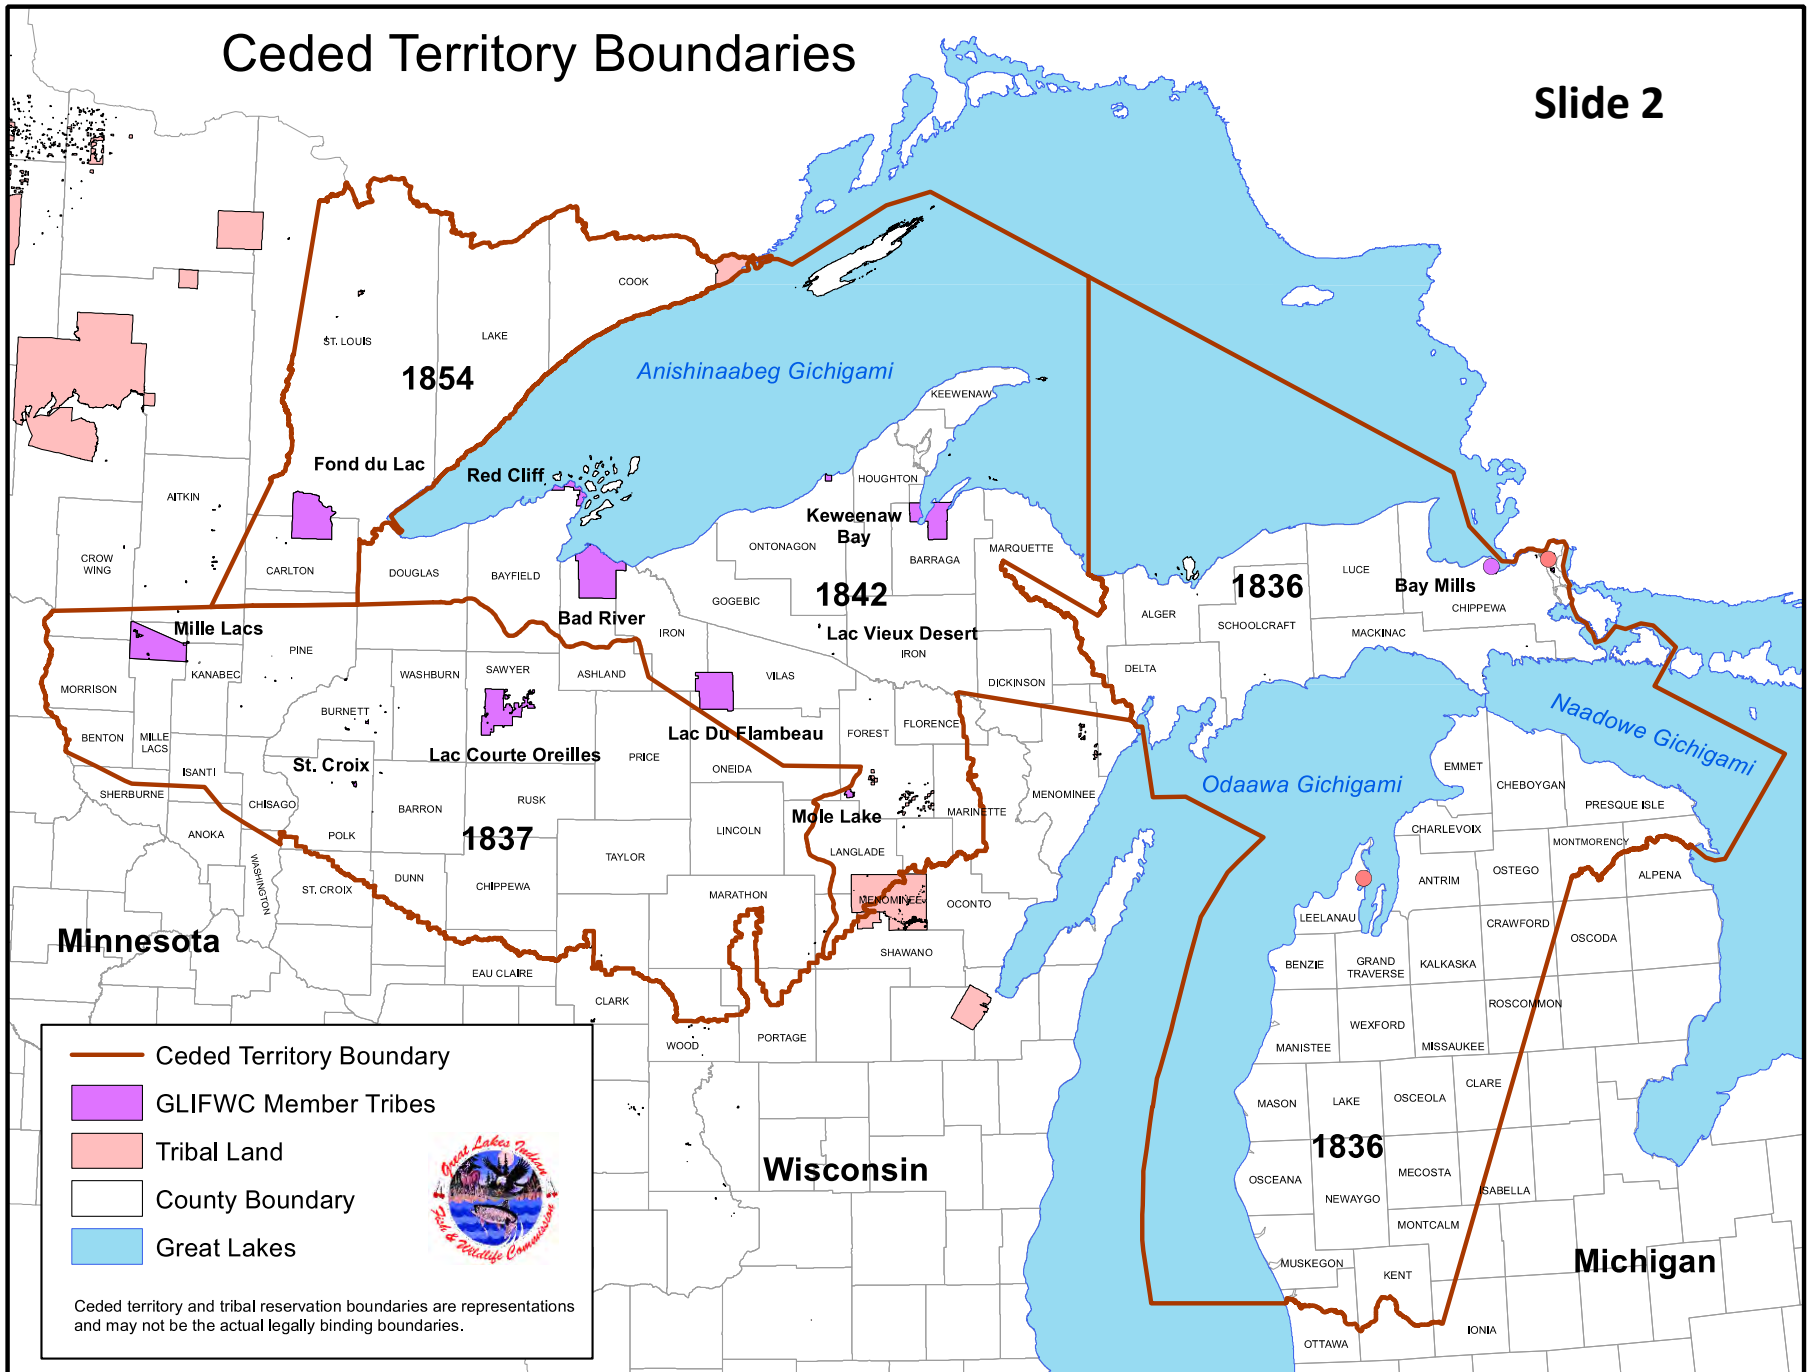 Ceded Territory Boundaries
Slide 2
COOK
LAKE
ST. LOUIS
1854
Anishinaabeg Gichigami
KEEWENAW
Fond du Lac
Red Cliff
HOUGHTON
AITKIN
Keweenaw
Bay
ONTONAGON
MARQUETTE
BARRAGA
CROW
WING
CARLTON
DOUGLAS
BAYFIELD
LUCE
1836
Bay Mills
1842
GOGEBIC
CHIPPEWA
ALGER
Bad River
SCHOOLCRAFT
Mille Lacs
IRON
Lac Vieux Desert
IRON
MACKINAC
PINE
KANABEC
WASHBURN
SAWYER
ASHLAND
VILAS
DELTA
DICKINSON
MORRISON
BURNETT
FLORENCE
Naadowe Gichigami
BENTON
MILLE
LACS
Lac Du Flambeau
FOREST
St. Croix
Lac Courte Oreilles
PRICE
ONEIDA
EMMET
ISANTI
Odaawa Gichigami
CHEBOYGAN
SHERBURNE
CHISAGO
BARRON
RUSK
MENOMINEE
PRESQUE ISLE
Mole Lake
MARINETTE
ANOKA
POLK
1837
LINCOLN
CHARLEVOIX
MONTMORENCY
LANGLADE
TAYLOR
WASHINGTON
ST. CROIX
DUNN
CHIPPEWA
OSTEGO
ALPENA
ANTRIM
MARATHON
MENOMINEE
OCONTO
LEELANAU
CRAWFORD
OSCODA
Minnesota
SHAWANO
BENZIE
GRAND
TRAVERSE
KALKASKA
EAU CLAIRE
CLARK
ROSCOMMON
WEXFORD
WOOD
PORTAGE
MANISTEE
MISSAUKEE
CLARE
MASON
LAKE
OSCEOLA
1836
Wisconsin
OSCEANA
MECOSTA
NEWAYGO
ISABELLA
MONTCALM
MUSKEGON
KENT
Michigan
IONIA
OTTAWA
Ceded Territory Boundary
GLIFWC Member Tribes
Tribal Land
County Boundary
Great Lakes
Great Lakes Indian
Fish & Wildlife Commission
Ceded territory and tribal reservation boundaries are representations
and may not be the actual legally binding boundaries.